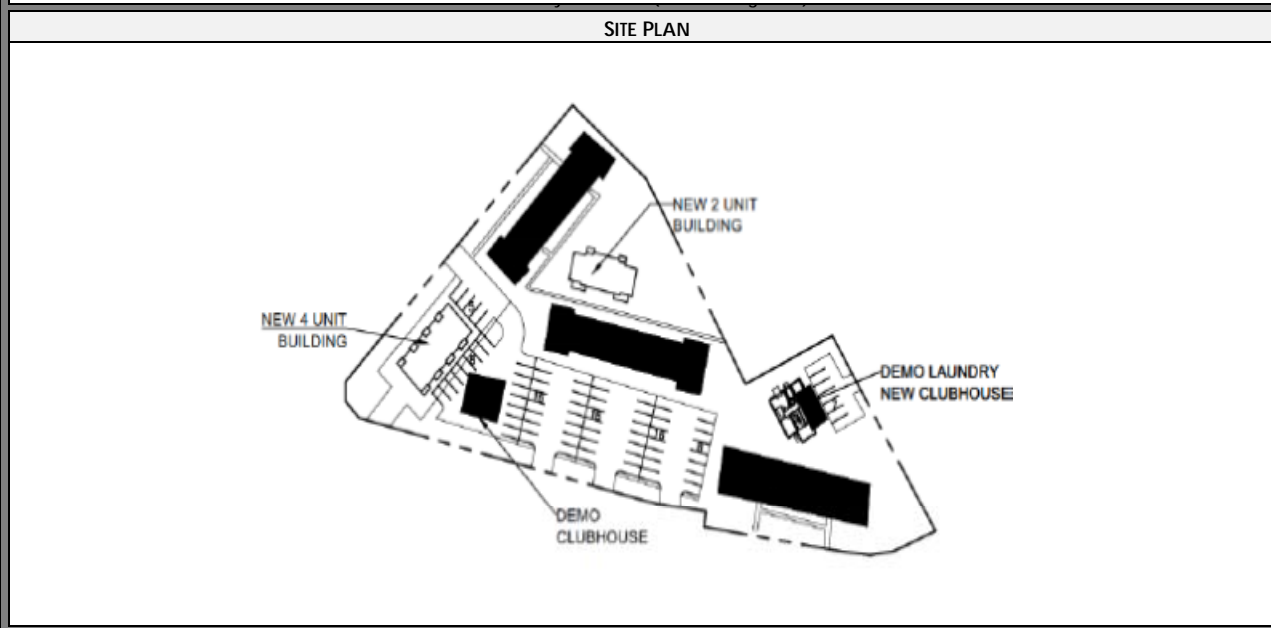 SITE PLAN
NEW 2 UNIT
BUILDING
NEW 4 UNIT
BUILDING
DEMO LAUNDRY
NEW CLUBHOUSE
DEMO
CLUBHOUSE